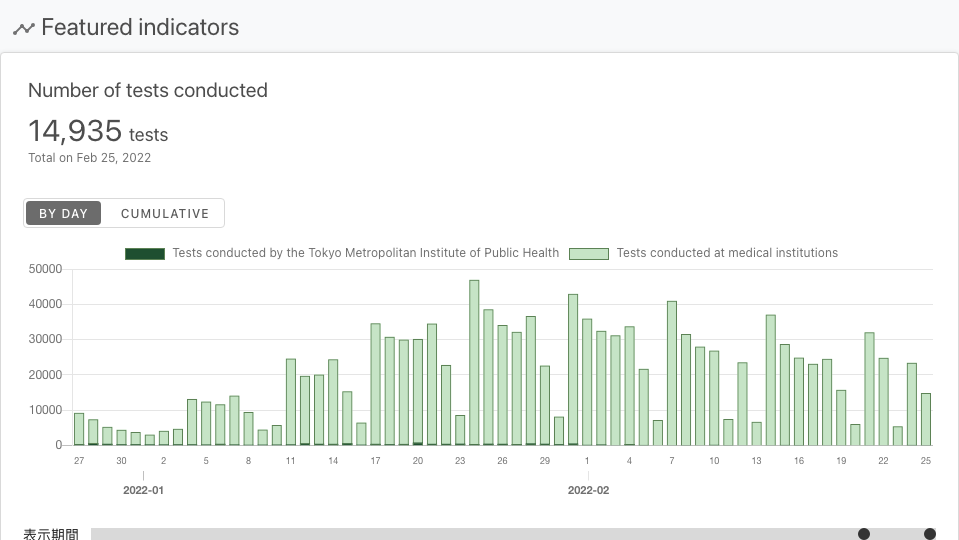 Featured indicators
Number of tests conducted
14,935 tests
Total on Feb 25, 2022
BY DAY CUMULATIVE
Tests conducted by the Tokyo Metropolitan Institute of Public Health Tests conducted at medical institutions
50000
40000
30000
20000
10000
0
27 30 2 5 8 11 14 17 20 23 26 29 1 4 7 10 13 16 19 22 25
2022-01 2022-02
表示期間